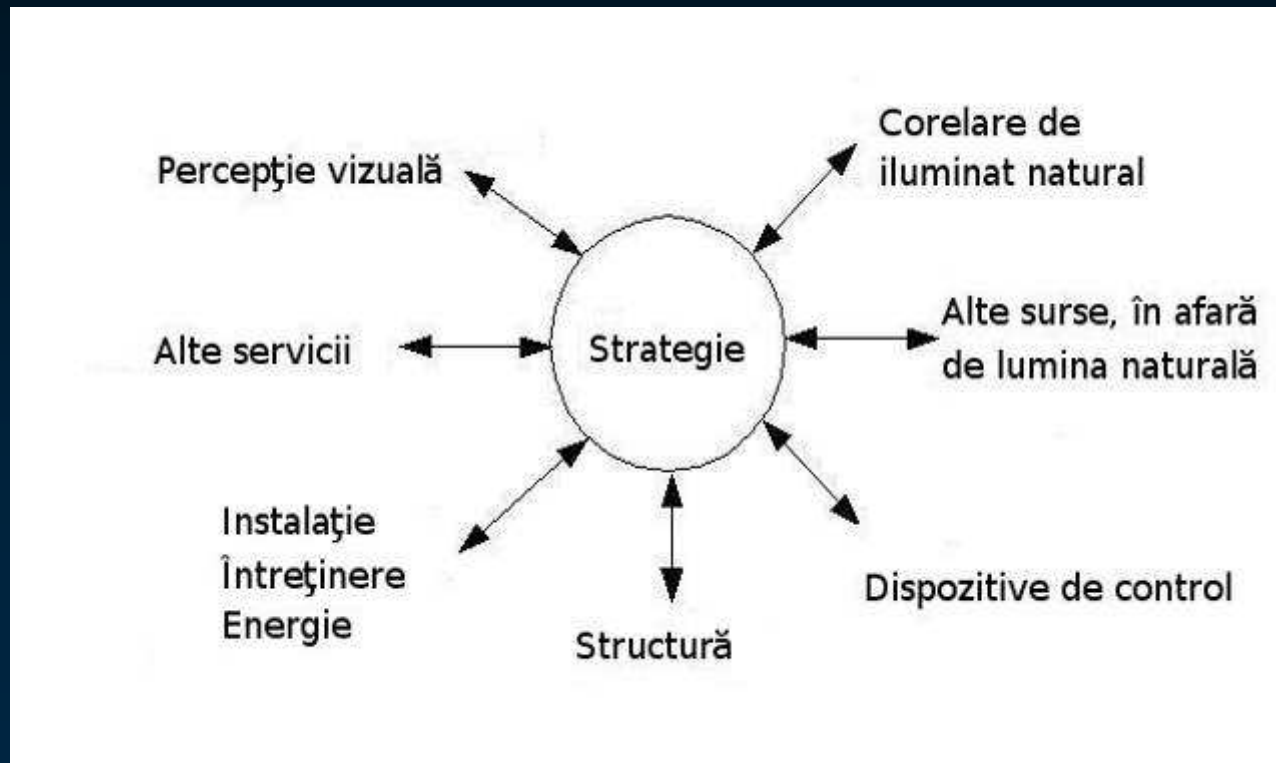 Corelare de
iluminat natural
Percepţie vizuală
Alte surse, în afară
de lumina naturală
Strategie
Alte servicii
Instalaţie
Întreţinere
Energie
Dispozitive de control
Structură